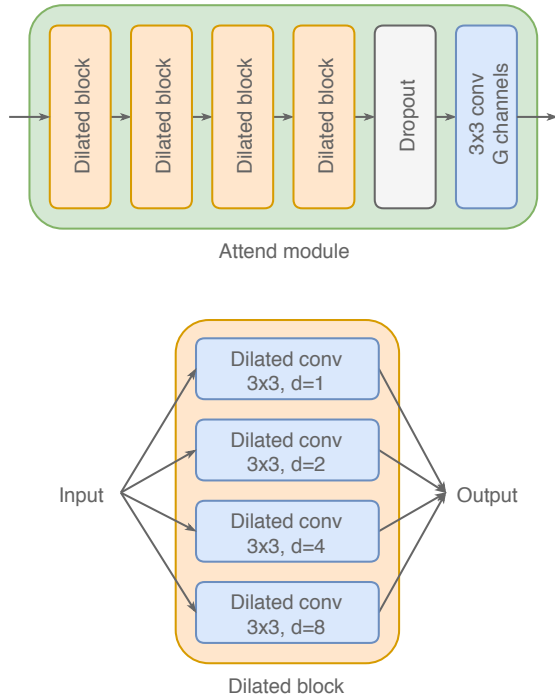 Dilated block
Dilated block
Dilated block
Dilated block
Dropout
3x3 conv
G channels
Attend module
Dilated conv
3x3, d=1
Dilated conv
3x3, d=2
Input
Output
Dilated conv
3x3, d=4
Dilated conv
3x3, d=8
Dilated block